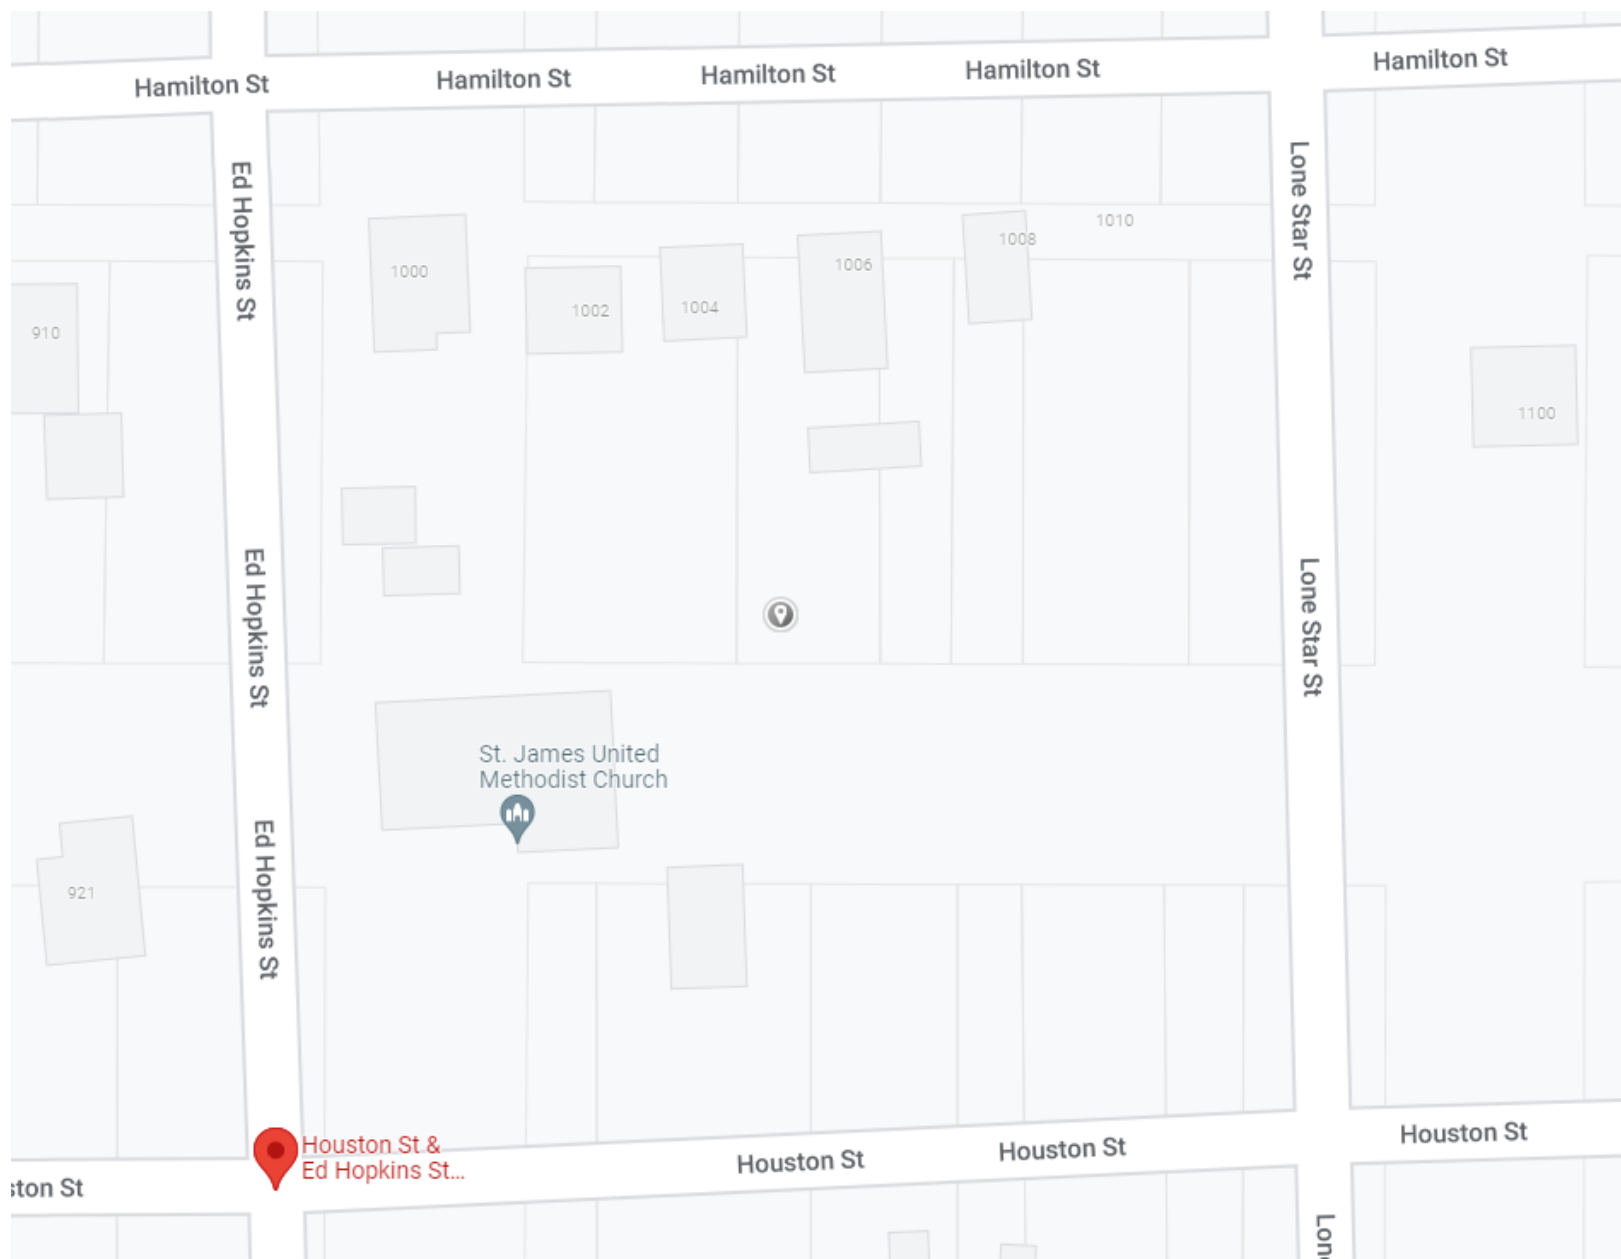 Hamilton St
Hamilton St
Hamilton St
Hamilton St
Hamilton St
Ed Hopkins St
Lone Star St
1000
1002
1004
1006
1008
1010
910
1100
Ed Hopkins St
Lone Star St
St. James United
Methodist Church
Ed Hopkins St
921
Houston St &
Ed Hopkins St...
ston St
Houston St
Houston St
Houston St
Lon